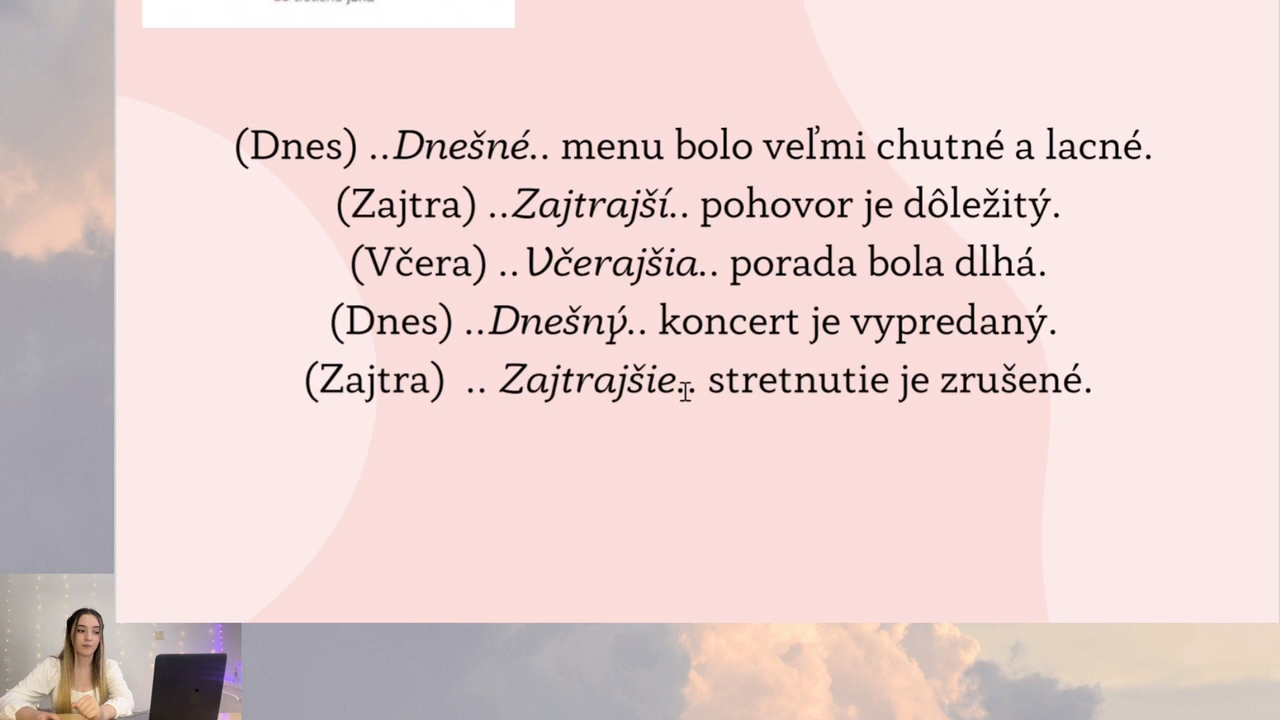 (Dnes) ..Dnešné.. menu bolo veľmi chutné a lacné.
(Zajtra) ..Zajtrajší.. pohovor je dôležitý.
(Včera) ..Včerajšia.. porada bola dlhá.
(Dnes) ..Dnešný.. koncert je vypredaný.
(Zajtra) .. Zajtrajšie.. stretnutie je zrušené.